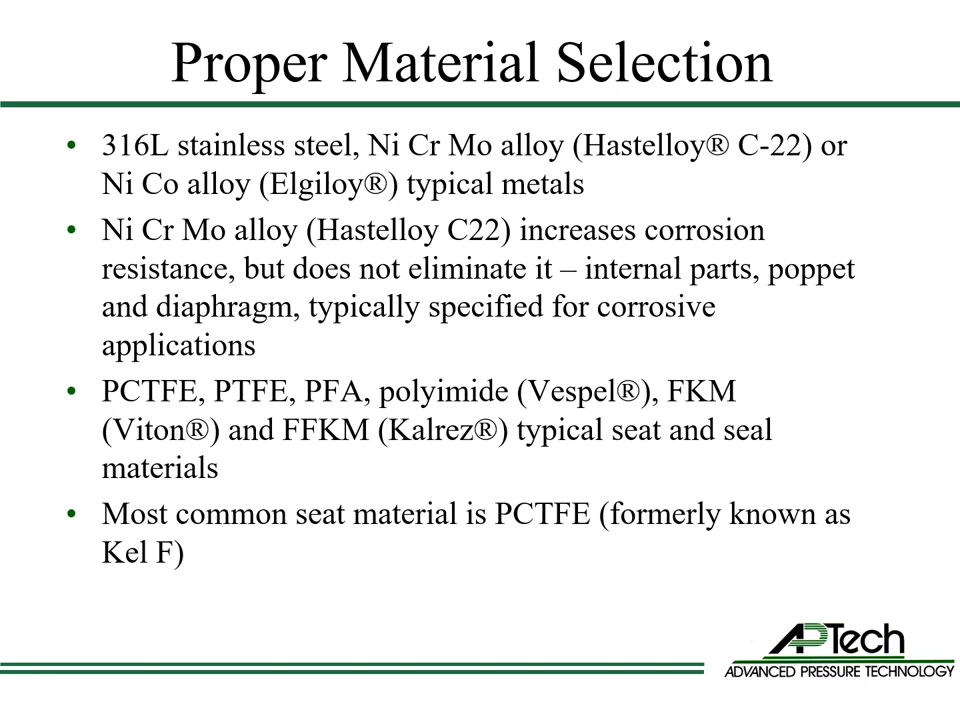 Proper Material Selection
• 316L stainless steel, Ni Cr Mo alloy (Hastelloy® C-22) or
Ni Co alloy (Elgiloy®) typical metals
• Ni Cr Mo alloy (Hastelloy C22) increases corrosion
resistance, but does not eliminate it – internal parts, poppet
and diaphragm, typically specified for corrosive
applications
• PCTFE, PTFE, PFA, polyimide (Vespel®), FKM
(Viton®) and FFKM (Kalrez®) typical seat and seal
materials
• Most common seat material is PCTFE (formerly known as
Kel F)
APTech
ADVANCED PRESSURE TECHNOLOGY